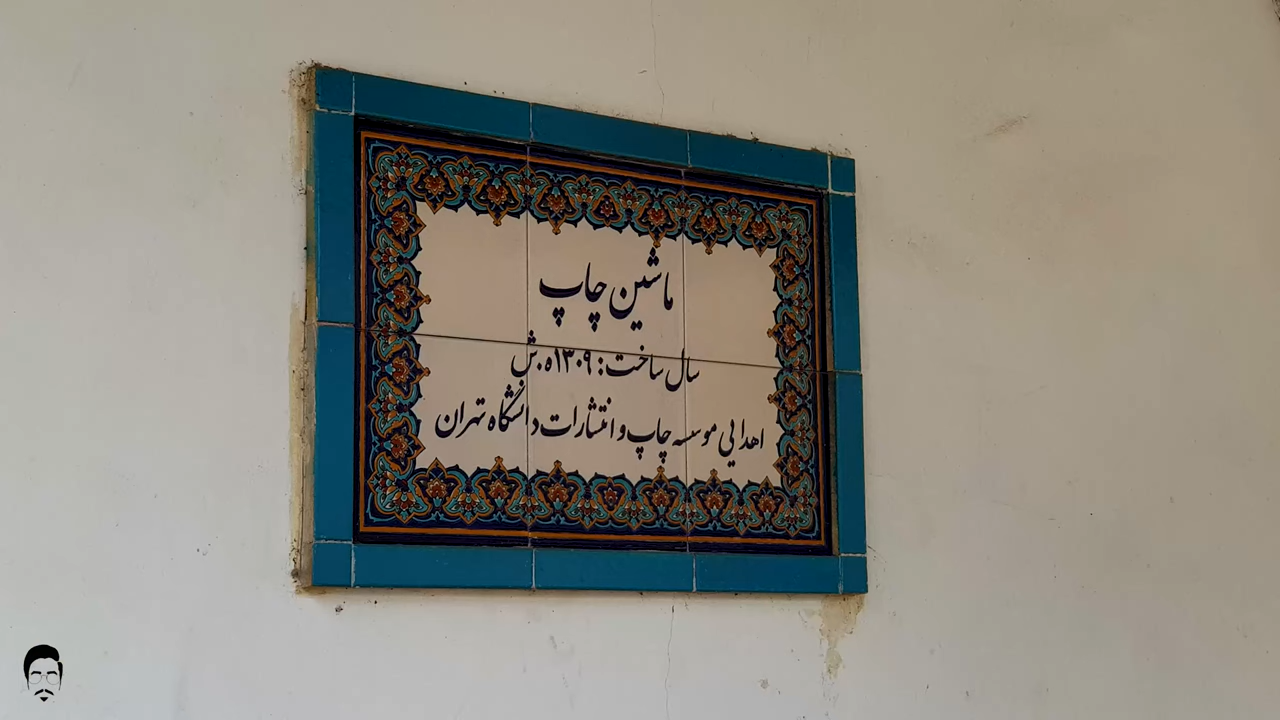 ماشین چاپ
سال ساخت: ۱۳۰۹ ه.ش
اهدایی موسسه چاپ و انتشارات دانشگاه تهران